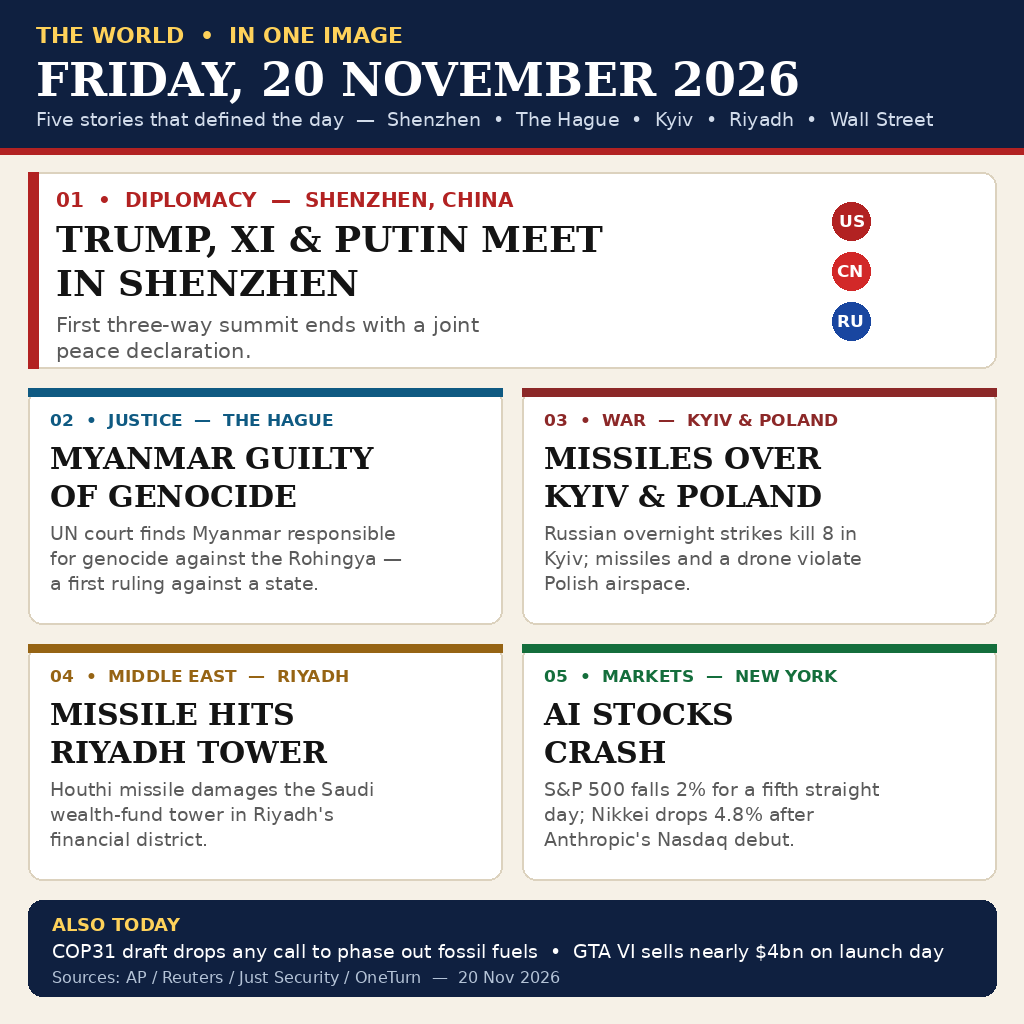 THE WORLD • IN ONE IMAGE
FRIDAY, 20 NOVEMBER 2026
Five stories that defined the day — Shenzhen • The Hague • Kyiv • Riyadh • Wall Street
01 • DIPLOMACY — SHENZHEN, CHINA
TRUMP, XI & PUTIN MEET
IN SHENZHEN
First three-way summit ends with a joint
peace declaration.
US
CN
RU
02 • JUSTICE — THE HAGUE
MYANMAR GUILTY
OF GENOCIDE
UN court finds Myanmar responsible
for genocide against the Rohingya —
a first ruling against a state.
03 • WAR — KYIV & POLAND
MISSILES OVER
KYIV & POLAND
Russian overnight strikes kill 8 in
Kyiv; missiles and a drone violate
Polish airspace.
04 • MIDDLE EAST — RIYADH
MISSILE HITS
RIYADH TOWER
Houthi missile damages the Saudi
wealth-fund tower in Riyadh's
financial district.
05 • MARKETS — NEW YORK
AI STOCKS
CRASH
S&P 500 falls 2% for a fifth straight
day; Nikkei drops 4.8% after
Anthropic's Nasdaq debut.
ALSO TODAY
COP31 draft drops any call to phase out fossil fuels • GTA VI sells nearly $4bn on launch day
Sources: AP / Reuters / Just Security / OneTurn — 20 Nov 2026